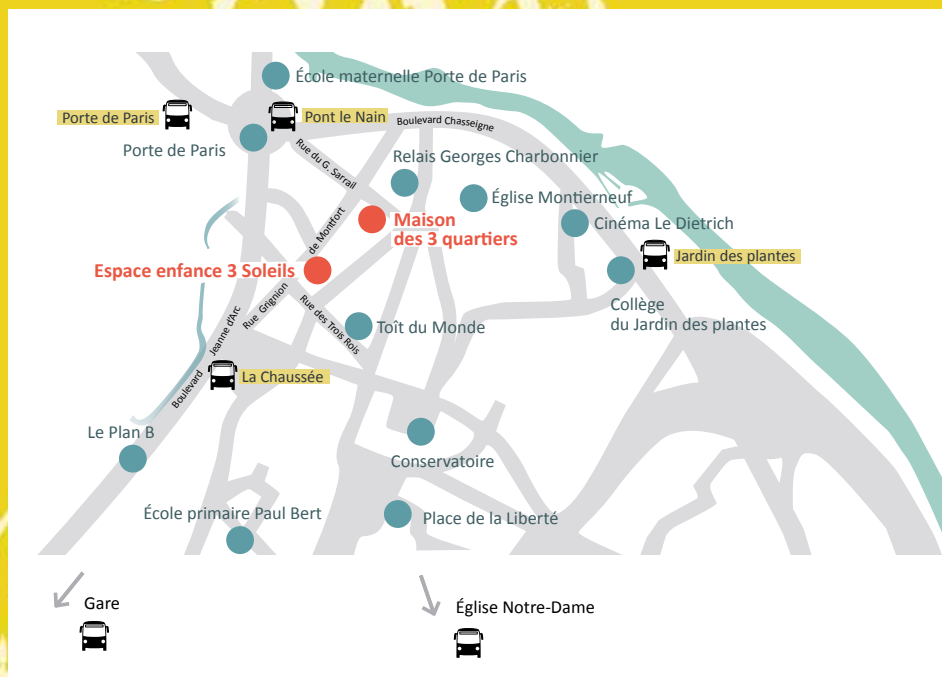 École maternelle Porte de Paris
Porte de Paris
Pont le Nain
Boulevard Chasseigne
Porte de Paris
Rue du G. Sarrail
Relais Georges Charbonnier
Église Montierneuf
Maison
des 3 quartiers
Cinéma Le Dietrich
Jardin des plantes
Rue Grignion de Montfort
Espace enfance 3 Soleils
Collège
du Jardin des plantes
Rue des Trois Rois
Toît du Monde
Boulevard Jeanne d'Arc
La Chaussée
Le Plan B
Conservatoire
École primaire Paul Bert
Place de la Liberté
Gare
Église Notre-Dame